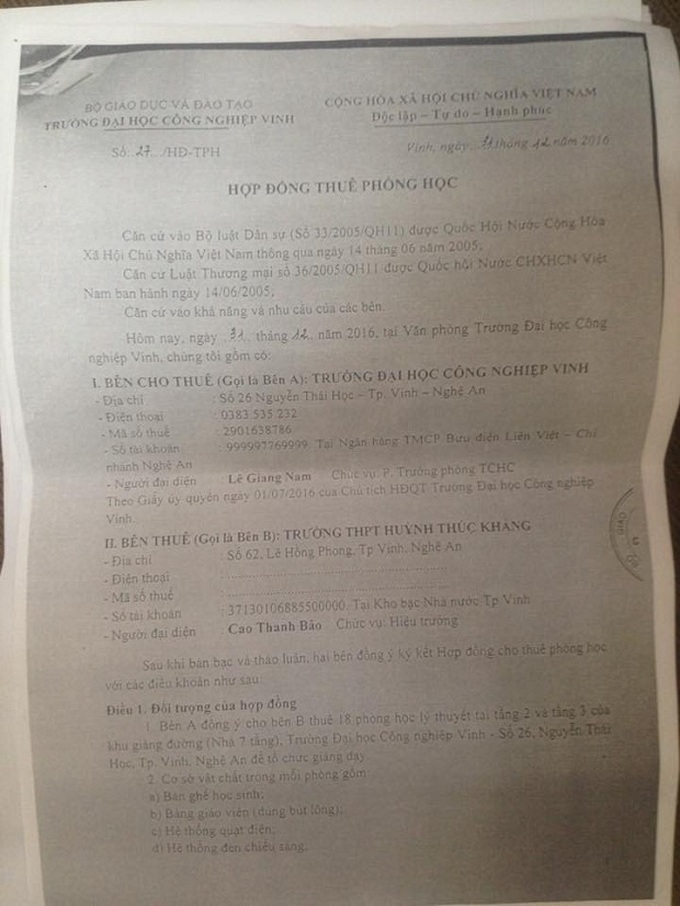 BỘ GIÁO DỤC VÀ ĐÀO TẠO
TRƯỜNG ĐẠI HỌC CÔNG NGHIỆP VINH
Số: 27 /HĐ-TPH
CỘNG HÒA XÃ HỘI CHỦ NGHĨA VIỆT NAM
Độc lập – Tự do – Hạnh phúc
Vinh, ngày 31 tháng 12 năm 2016
HỢP ĐỒNG THUÊ PHÒNG HỌC
Căn cứ vào Bộ luật Dân sự (Số 33/2005/QH11) được Quốc Hội Nước Cộng Hòa
Xã Hội Chủ Nghĩa Việt Nam thông qua ngày 14 tháng 06 năm 2005;
Căn cứ Luật Thương mại số 36/2005/QH11 được Quốc hội Nước CHXHCN Việt
Nam ban hành ngày 14/06/2005;
Căn cứ vào khả năng và nhu cầu của các bên.
Hôm nay, ngày 31 tháng 12 năm 2016, tại Văn phòng Trường Đại học Công
nghiệp Vinh, chúng tôi gồm có:
I. BÊN CHO THUÊ (Gọi là Bên A): TRƯỜNG ĐẠI HỌC CÔNG NGHIỆP VINH
- Địa chỉ : Số 26 Nguyễn Thái Học – Tp. Vinh – Nghệ An
- Điện thoại : 0383 535 232
- Mã số thuế : 2901638786
- Số tài khoản : 999997769999. Tại Ngân hàng TMCP Bưu điện Liên Việt – Chi
nhánh Nghệ An
- Người đại diện : Lê Giang Nam Chức vụ: P. Trưởng phòng TCHC
Theo Giấy ủy quyền ngày 01/07/2016 của Chủ tịch HĐQT Trường Đại học Công nghiệp
Vinh.
II. BÊN THUÊ (Gọi là Bên B): TRƯỜNG THPT HUỲNH THÚC KHÁNG
- Địa chỉ : Số 62, Lê Hồng Phong, Tp Vinh, Nghệ An
- Điện thoại :
- Mã số thuế :
- Số tài khoản : 37130106885500000. Tại Kho bạc Nhà nước Tp Vinh
- Người đại diện : Cao Thanh Bảo Chức vụ: Hiệu trưởng
Sau khi bàn bạc và thảo luận, hai bên đồng ý ký kết Hợp đồng cho thuê phòng học
với các điều khoản như sau:
Điều 1. Đối tượng của hợp đồng
1. Bên A đồng ý cho bên B thuê 18 phòng học lý thuyết tại tầng 2 và tầng 3 của
khu giảng đường (Nhà 7 tầng), Trường Đại học Công nghiệp Vinh - Số 26, Nguyễn Thái
Học, Tp. Vinh, Nghệ An để tổ chức giảng dạy
2. Cơ sở vật chất trong mỗi phòng gồm:
a) Bàn ghế học sinh;
b) Bảng giáo viên (dùng bút lông);
c) Hệ thống quạt điện;
d) Hệ thống đèn chiếu sáng;
GIÁO